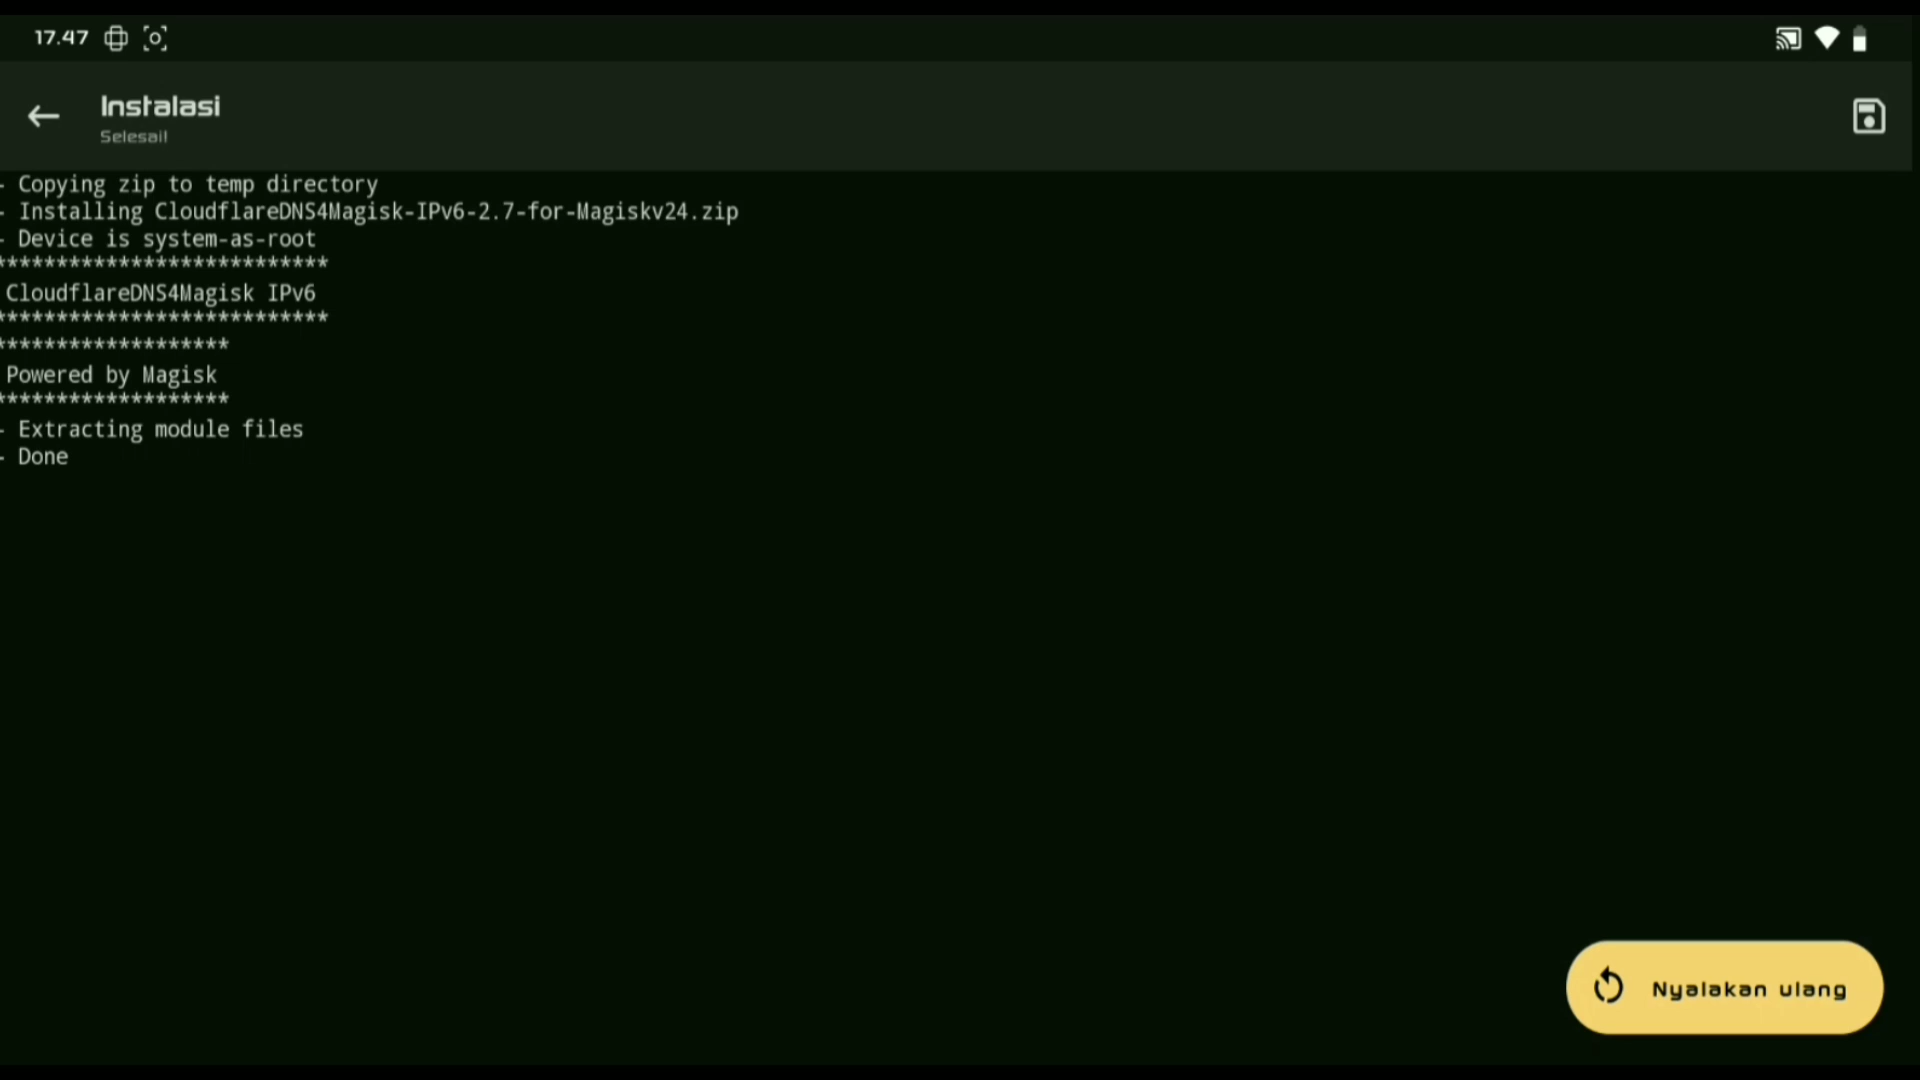 17.47
Instalasi
Selesai!
- Copying zip to temp directory
- Installing CloudflareDNS4Magisk-IPv6-2.7-for-Magiskv24.zip
- Device is system-as-root
***************************
CloudflareDNS4Magisk IPv6
***************************
*******************
Powered by Magisk
*******************
- Extracting module files
- Done
Nyalakan ulang